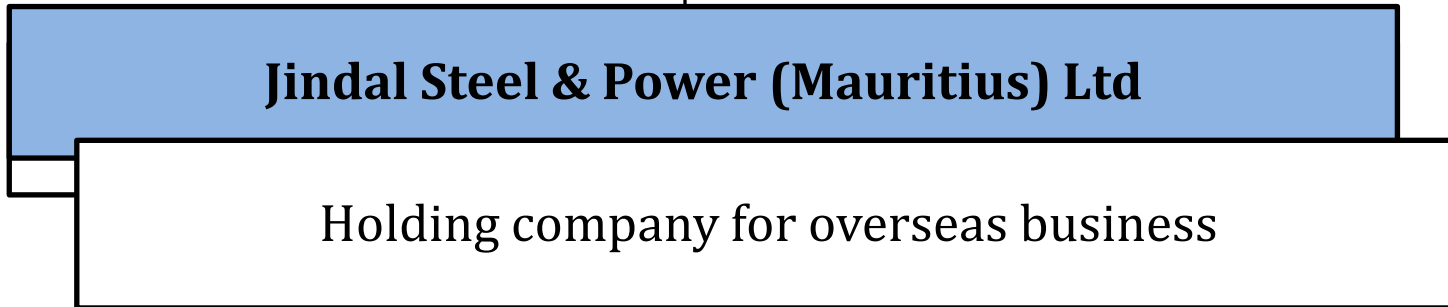 Jindal Steel & Power (Mauritius) Ltd
Holding company for overseas business